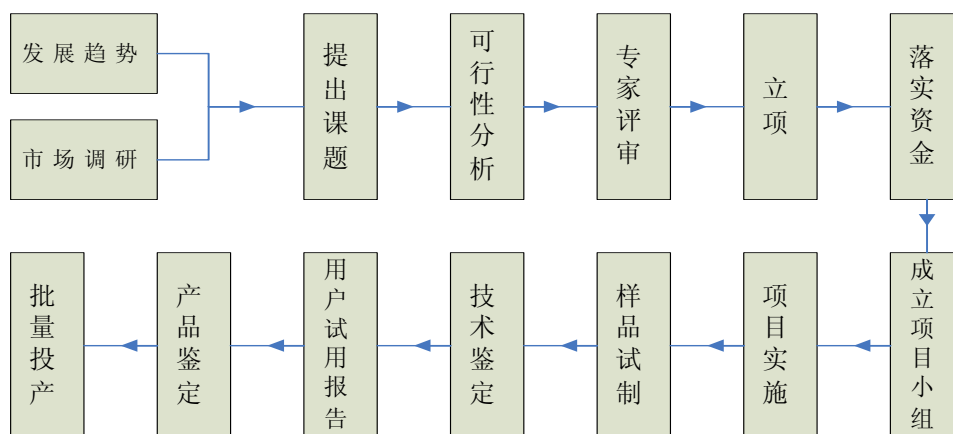 发展趋势
市场调研
提出课题
可行性分析
专家评审
立项
落实资金
成立项目小组
项目实施
样品试制
技术鉴定
用户试用报告
产品鉴定
批量投产